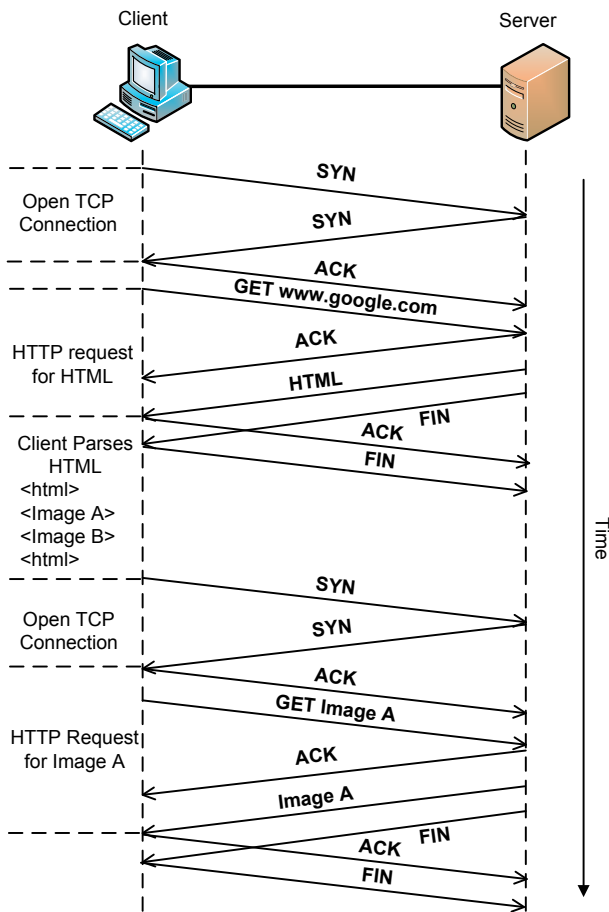 Client
Server
SYN
Open TCP
Connection
SYN
ACK
GET www.google.com
ACK
HTTP request
for HTML
HTML
FIN
ACK
Client Parses
HTML
<html>
<Image A>
<Image B>
<html>
FIN
Time
SYN
Open TCP
Connection
SYN
ACK
GET Image A
HTTP Request
for Image A
ACK
Image A
FIN
ACK
FIN